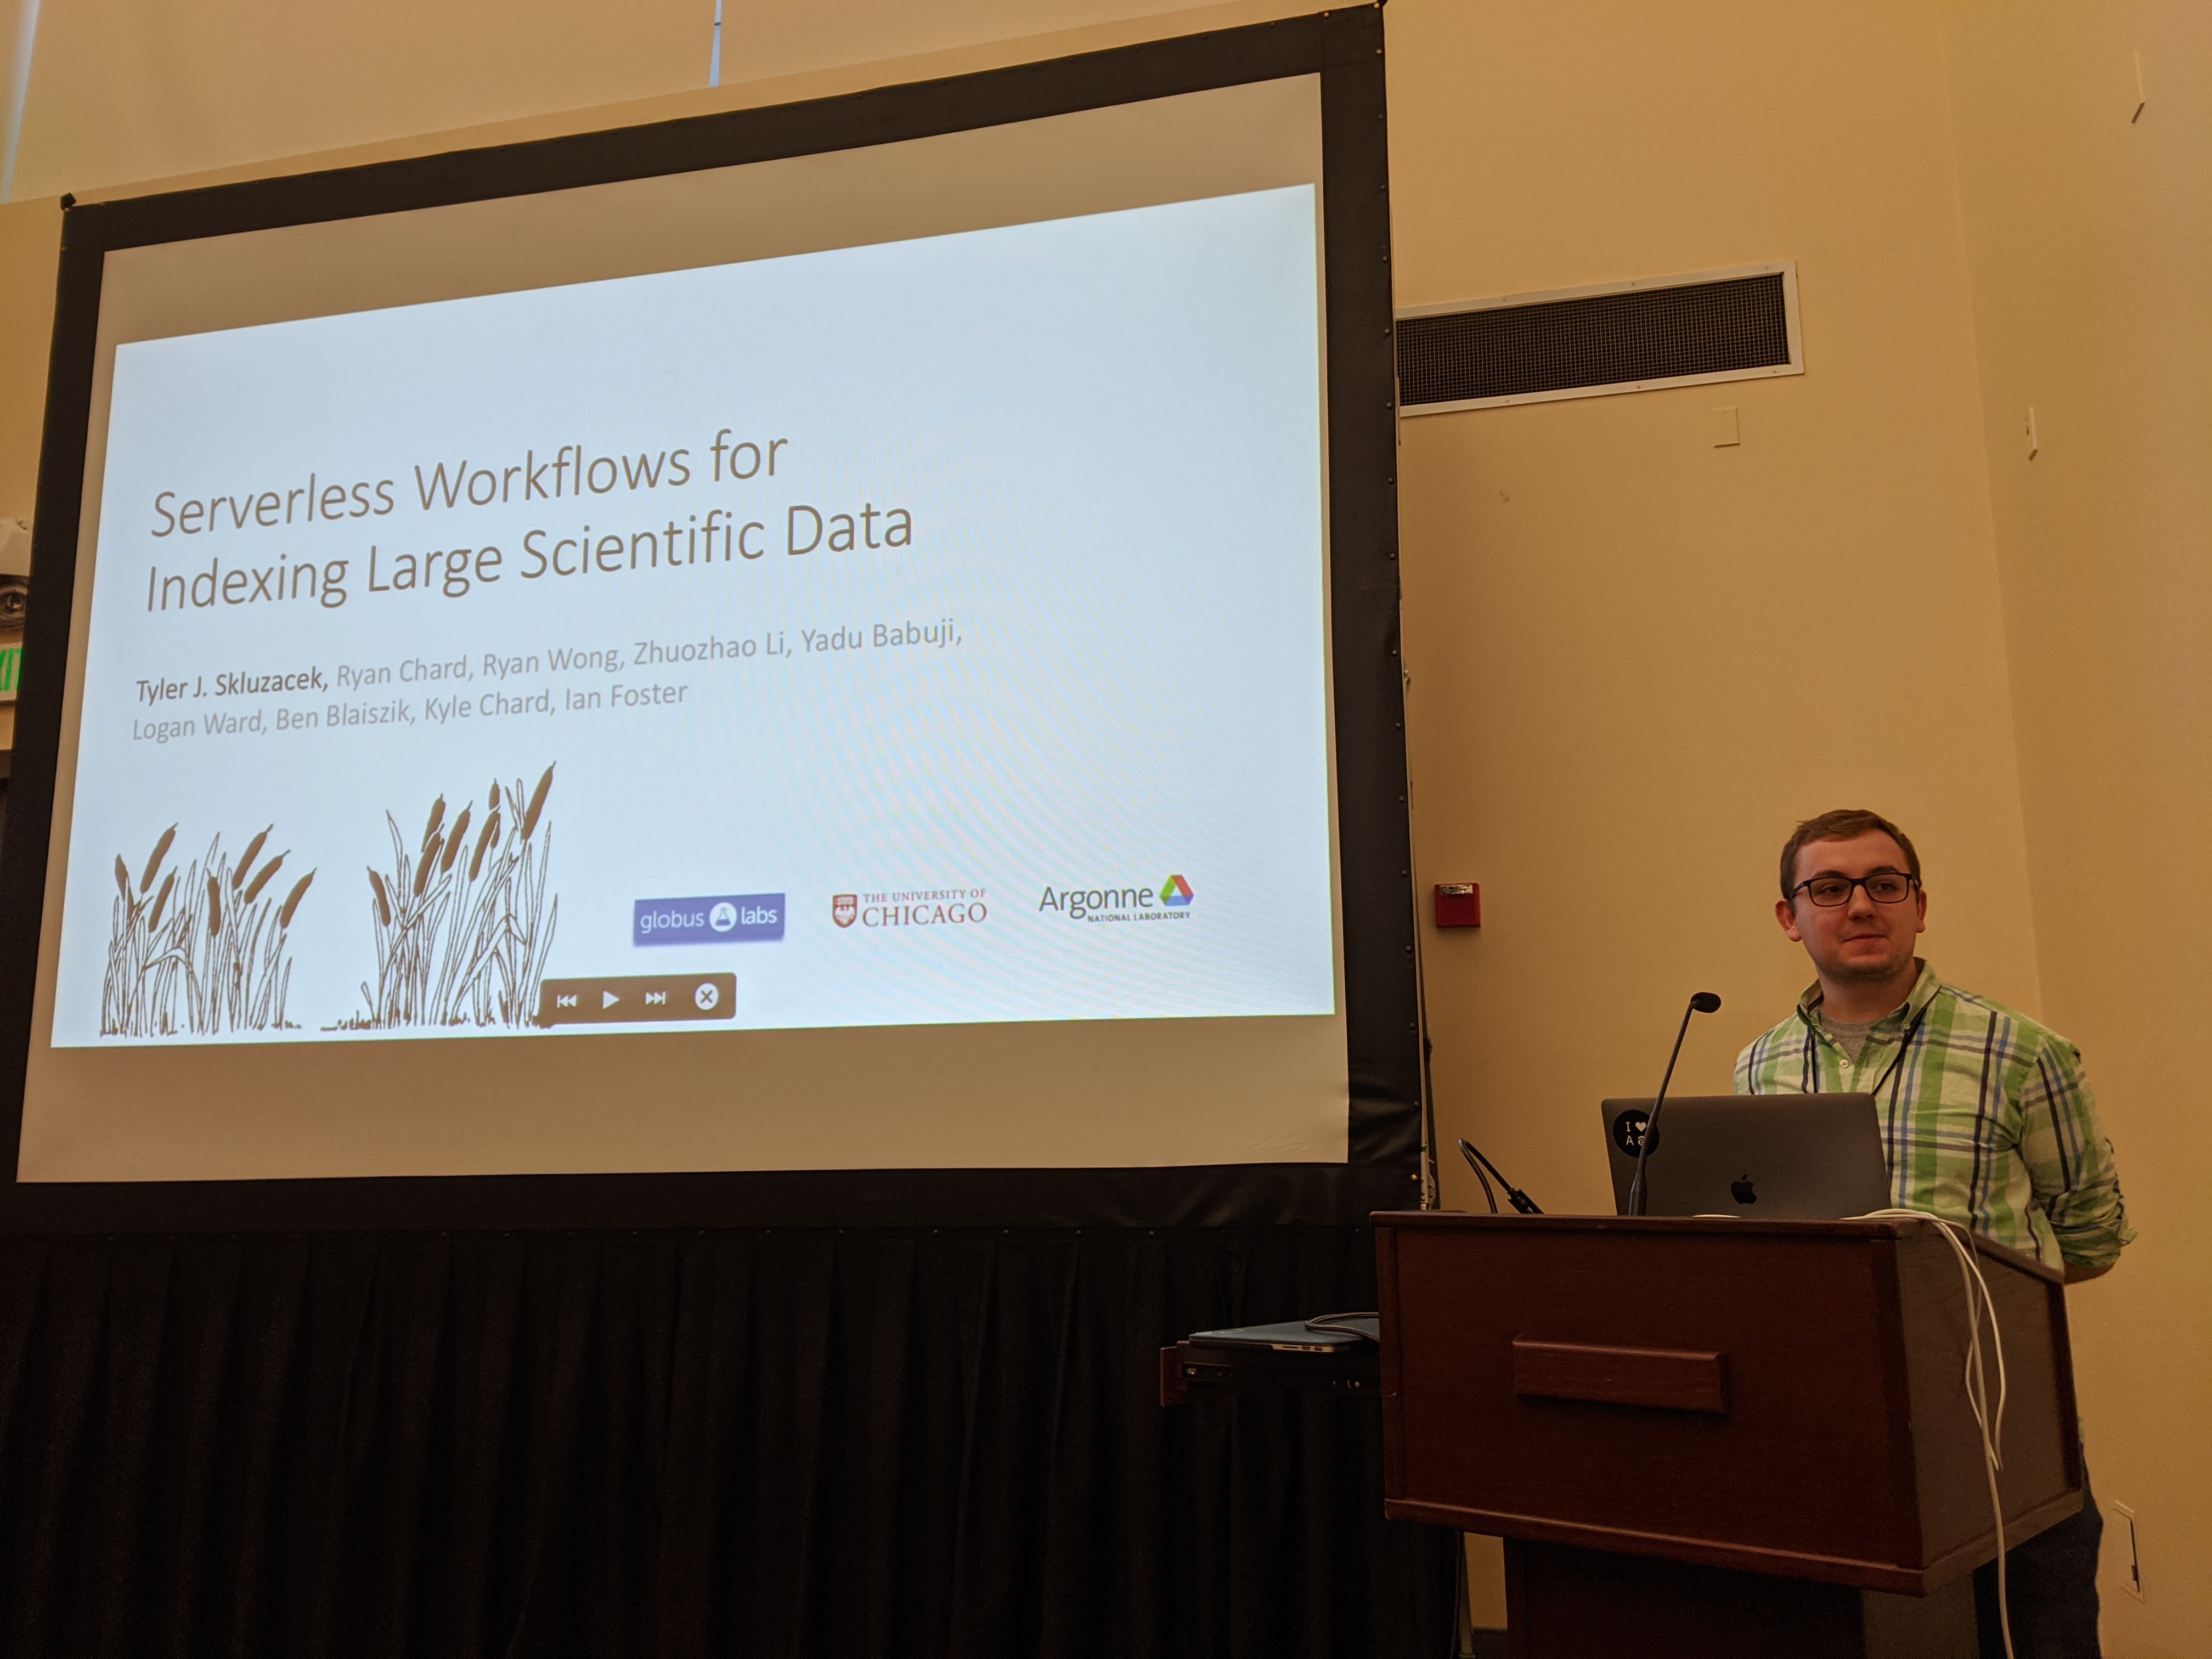 Serverless Workflows for
Indexing Large Scientific Data
Tyler J. Skluzacek, Ryan Chard, Ryan Wong, Zhuozhao Li, Yadu Babuji,
Logan Ward, Ben Blaiszik, Kyle Chard, Ian Foster
globus labs
THE UNIVERSITY OF
CHICAGO
Argonne
NATIONAL LABORATORY
I ♥
A